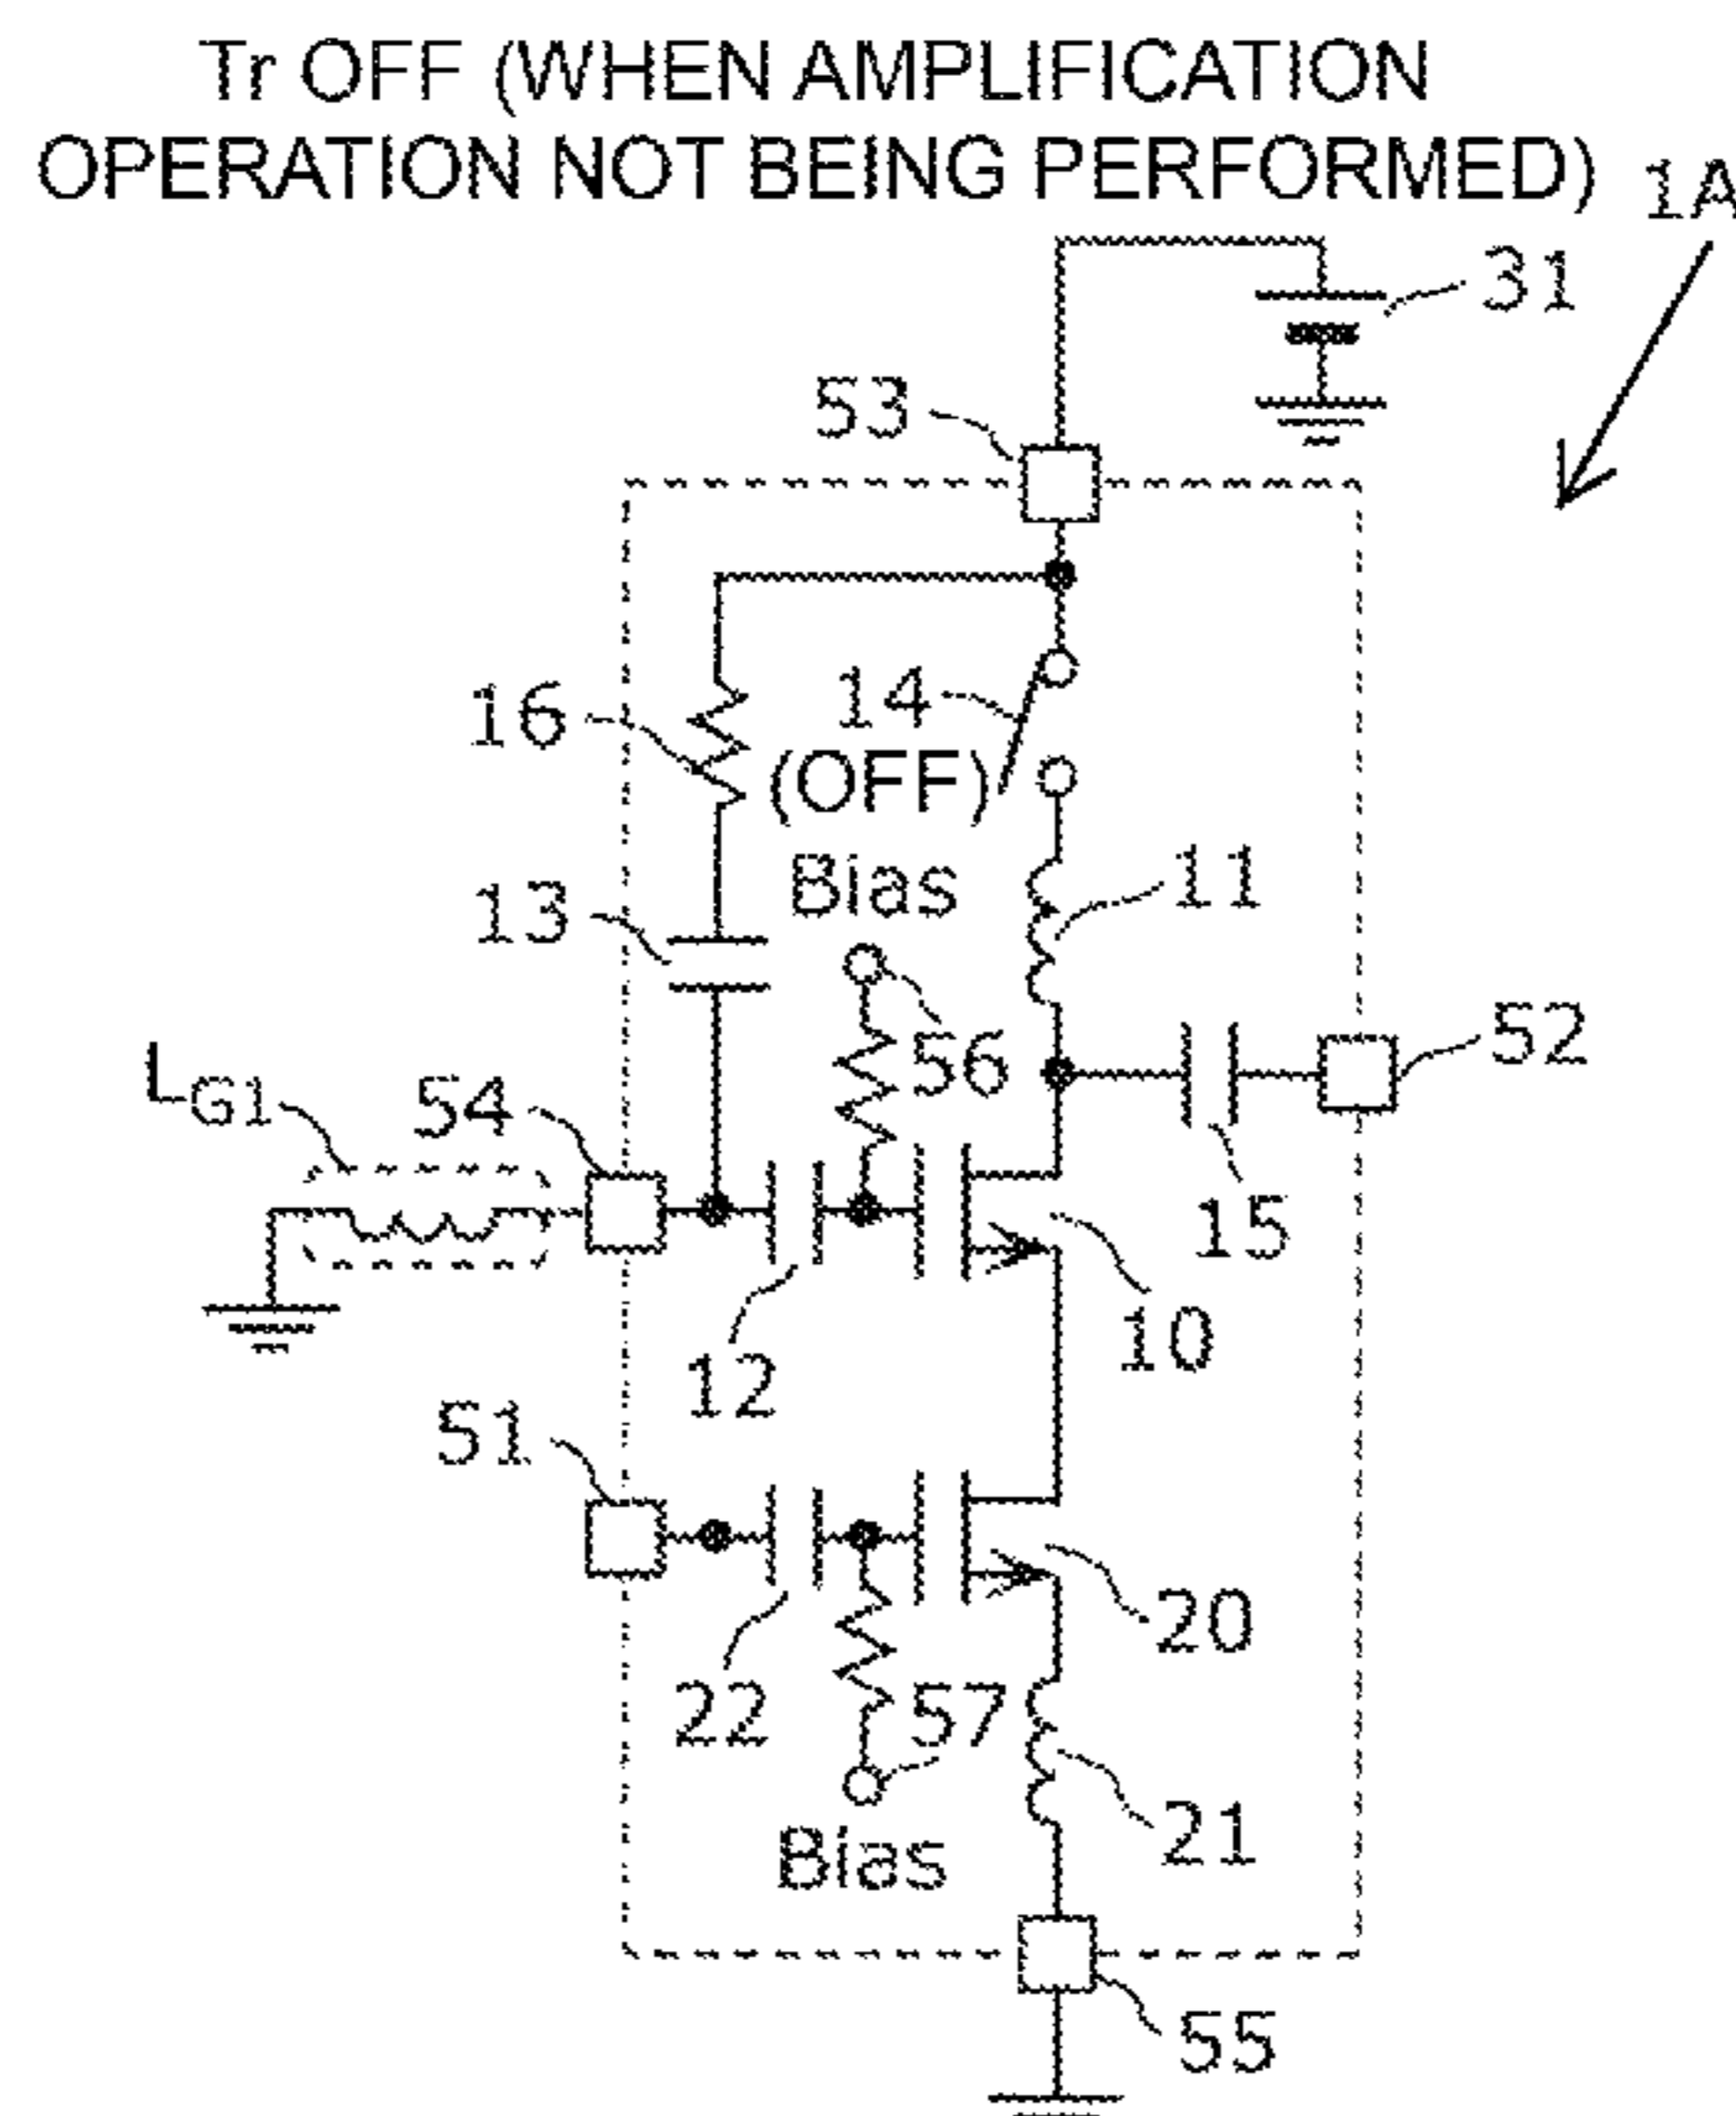 Tr OFF (WHEN AMPLIFICATION
OPERATION NOT BEING PERFORMED)
1A
31
53
16
14
(OFF)
13
Bias
11
56
52
LG1
54
15
12
10
51
22
57
20
Bias
21
55